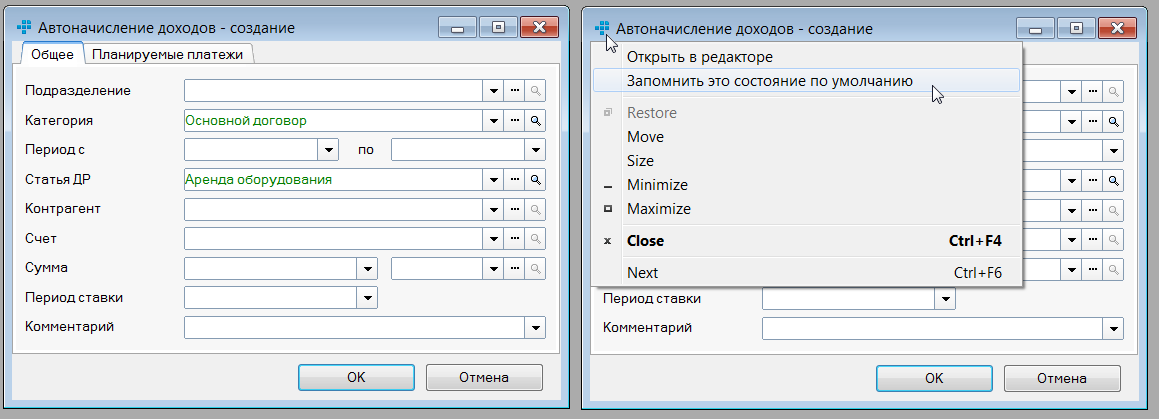 Автоначисление доходов - создание
Общее Планируемые платежи
Подразделение
Категория Основной договор
Период с по
Статья ДР Аренда оборудования
Контрагент
Счет
Сумма
Период ставки
Комментарий
OK Отмена
Автоначисление доходов - создание
Открыть в редакторе
Запомнить это состояние по умолчанию
Restore
Move
Size
Minimize
Maximize
Close Ctrl+F4
Next Ctrl+F6
Период ставки
Комментарий
OK Отмена